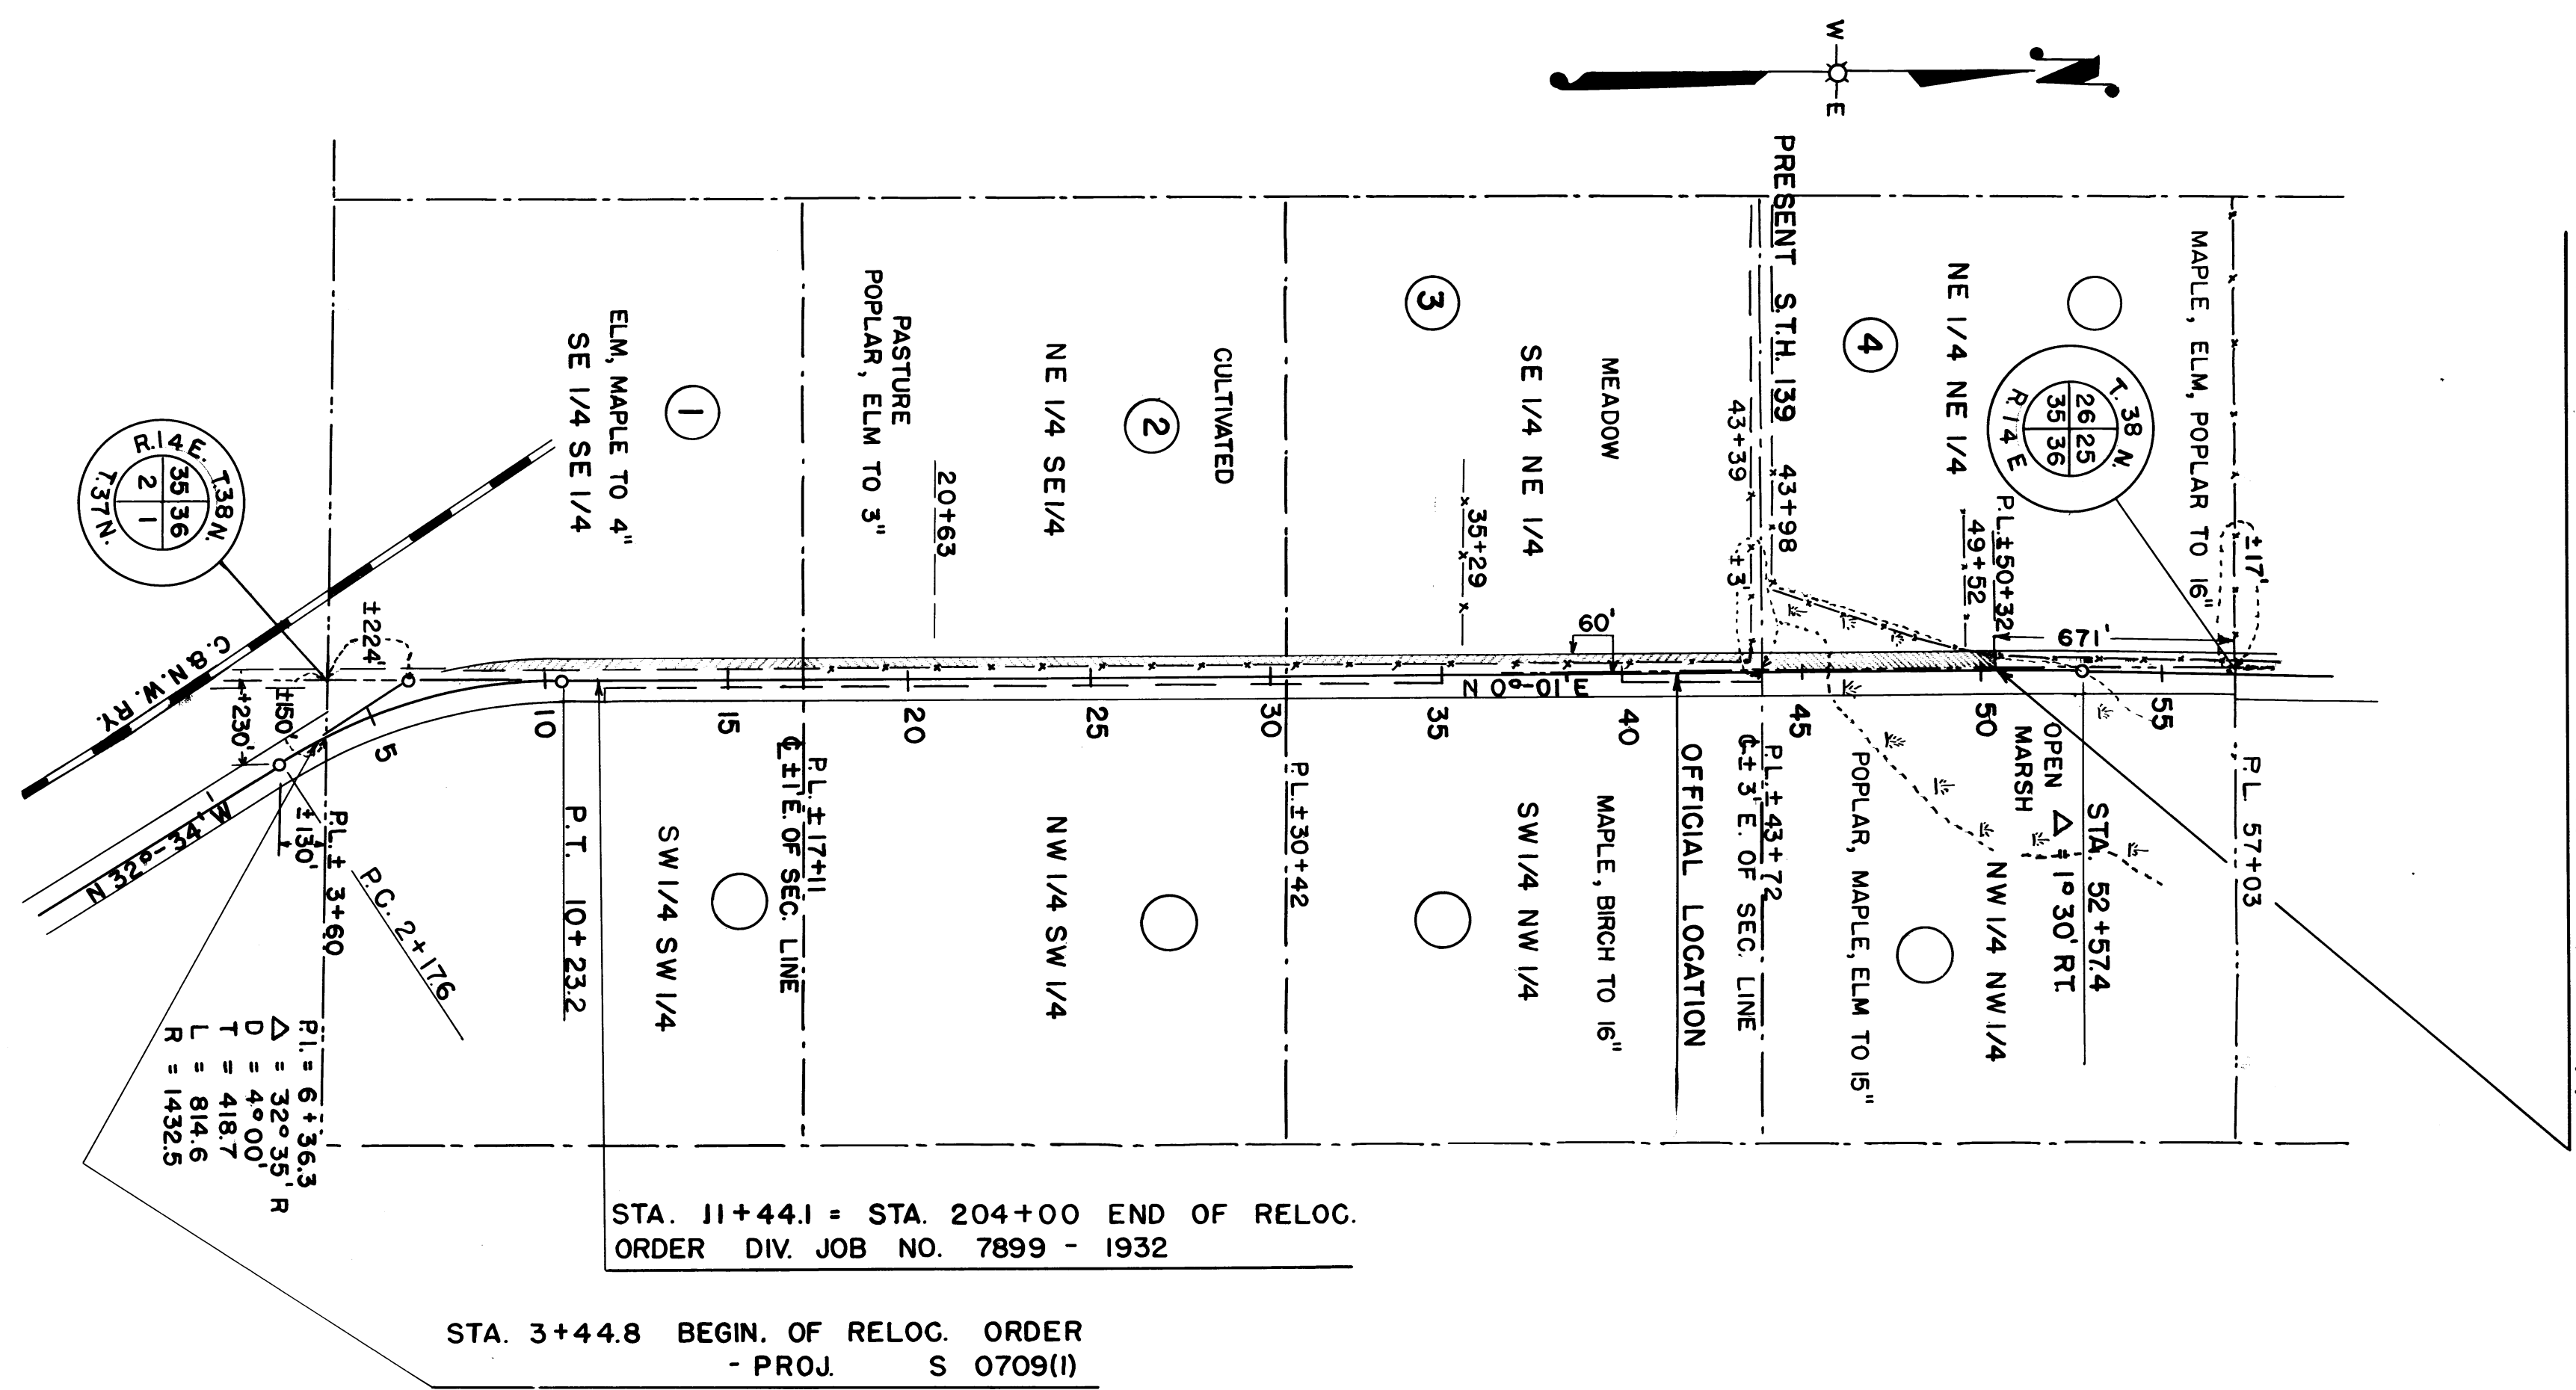 W
E
N
PRESENT S.T.H. 139
43+98
43+39
±3'
1
SE 1/4 SE 1/4
ELM, MAPLE TO 4"
POPLAR, ELM TO 3"
PASTURE
20+63
2
NE 1/4 SE 1/4
CULTIVATED
3
35+29
SE 1/4 NE 1/4
MEADOW
60'
4
NE 1/4 NE 1/4
49+52
P.L. ± 50+32
T. 38 N.
26 25
35 36
R. 14 E
MAPLE, ELM, POPLAR TO 16"
±17'
671'
R. 14 E. T. 38 N.
35 36
2 1
T. 37 N.
C. & N. W. RY.
±224'
±230'
±150'
±130'
N 32°-34' W
N 0°-01' E
5
10
15
20
25
30
35
40
45
50
55
P.L. ± 3+60
P.C. 2+17.6
P.T. 10+23.2
SW 1/4 SW 1/4
℄ ± 1' E. OF SEC. LINE
P.L. ± 17+11
NW 1/4 SW 1/4
P.L. ± 30+42
SW 1/4 NW 1/4
MAPLE, BIRCH TO 16"
OFFICIAL LOCATION
℄ ± 3' E. OF SEC. LINE
P.L. ± 43+72
POPLAR, MAPLE, ELM TO 15"
NW 1/4 NW 1/4
OPEN
MARSH
STA. 52+57.4
Δ = 1° 30' RT.
P.L. 57+03
P.I. = 6+36.3
Δ = 32° 35' R
D = 4° 00'
T = 418.7
L = 814.6
R = 1432.5
STA. 11+44.1 = STA. 204+00 END OF RELOC.
ORDER DIV. JOB NO. 7899 - 1932
STA. 3+44.8 BEGIN. OF RELOC. ORDER
- PROJ. S 0709(1)